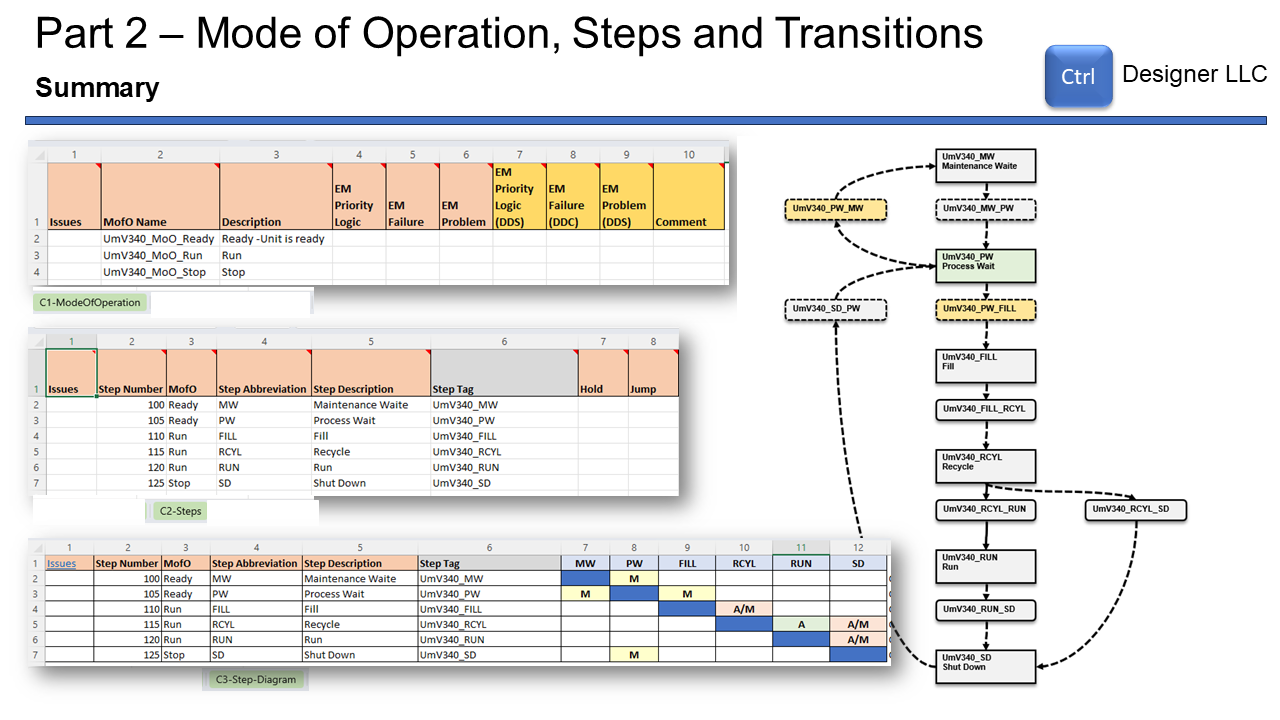 Part 2 – Mode of Operation, Steps and Transitions
Summary
Ctrl
Designer LLC
1 2 3 4 5 6 7 8 9 10
1 Issues MofO Name Description EM Priority Logic EM Failure EM Problem EM Priority Logic (DDS) EM Failure (DDC) EM Problem (DDS) Comment
2 UmV340_MoO_Ready Ready -Unit is ready
3 UmV340_MoO_Run Run
4 UmV340_MoO_Stop Stop
C1-ModeOfOperation
1 2 3 4 5 6 7 8
1 Issues Step Number MofO Step Abbreviation Step Description Step Tag Hold Jump
2 100 Ready MW Maintenance Waite UmV340_MW
3 105 Ready PW Process Wait UmV340_PW
4 110 Run FILL Fill UmV340_FILL
5 115 Run RCYL Recycle UmV340_RCYL
6 120 Run RUN Run UmV340_RUN
7 125 Stop SD Shut Down UmV340_SD
C2-Steps
1 2 3 4 5 6 7 8 9 10 11 12
1 Issues Step Number MofO Step Abbreviation Step Description Step Tag MW PW FILL RCYL RUN SD
2 100 Ready MW Maintenance Waite UmV340_MW M
3 105 Ready PW Process Wait UmV340_PW M M
4 110 Run FILL Fill UmV340_FILL A/M
5 115 Run RCYL Recycle UmV340_RCYL A A/M
6 120 Run RUN Run UmV340_RUN A/M
7 125 Stop SD Shut Down UmV340_SD M
C3-Step-Diagram
UmV340_MW
Maintenance Waite
UmV340_PW_MW
UmV340_MW_PW
UmV340_PW
Process Wait
UmV340_SD_PW
UmV340_PW_FILL
UmV340_FILL
Fill
UmV340_FILL_RCYL
UmV340_RCYL
Recycle
UmV340_RCYL_RUN
UmV340_RCYL_SD
UmV340_RUN
Run
UmV340_RUN_SD
UmV340_SD
Shut Down